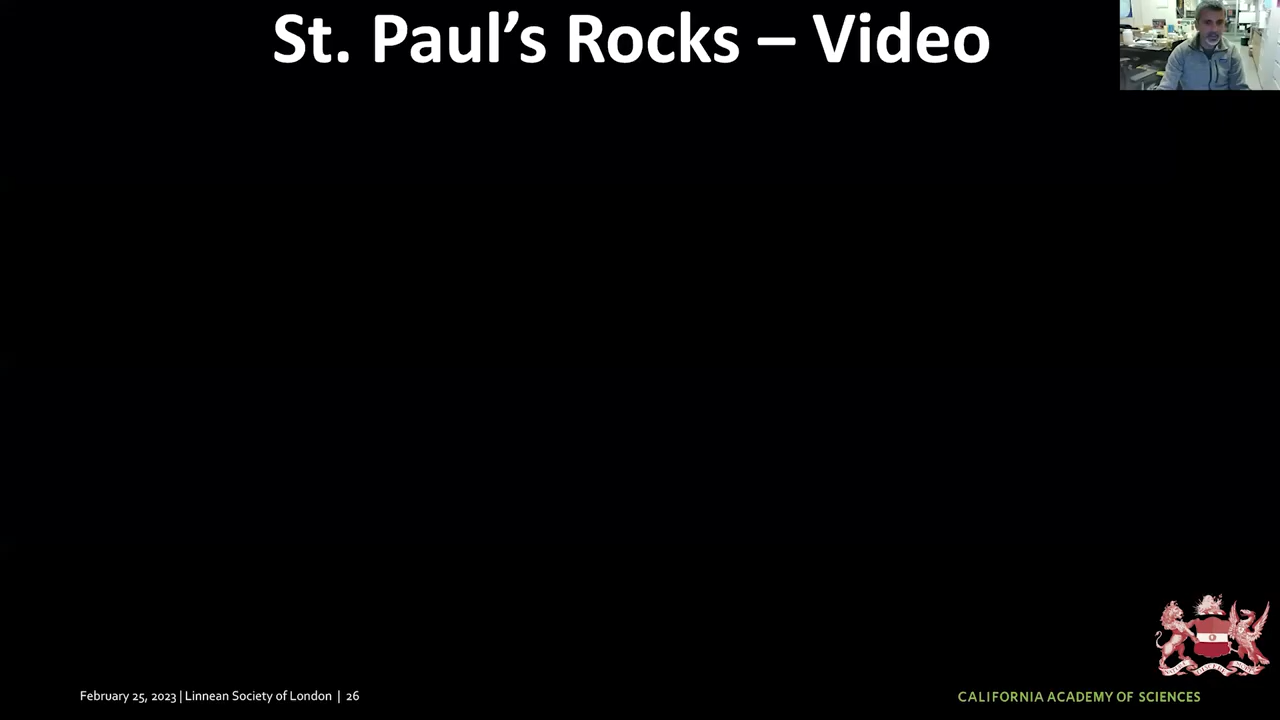 St. Paul’s Rocks – Video
February 25, 2023 | Linnean Society of London | 26
CALIFORNIA ACADEMY OF SCIENCES